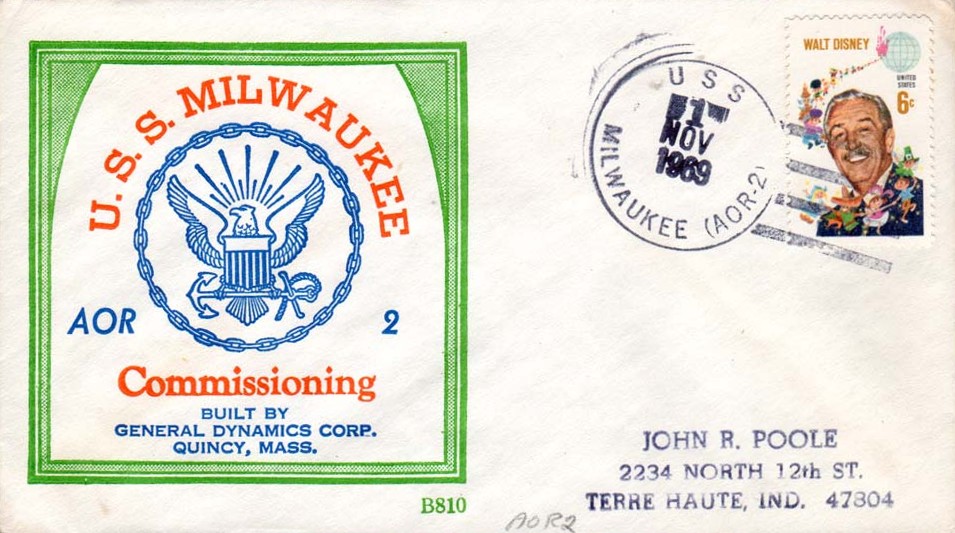 U. S. S. MILWAUKEE
AOR 2
Commissioning
BUILT BY
GENERAL DYNAMICS CORP.
QUINCY, MASS.
B810
USS
1
NOV
1969
MILWAUKEE (AOR-2)
WALT DISNEY
UNITED
STATES
6c
JOHN R. POOLE
2234 NORTH 12th ST.
TERRE HAUTE, IND. 47804
AOR2